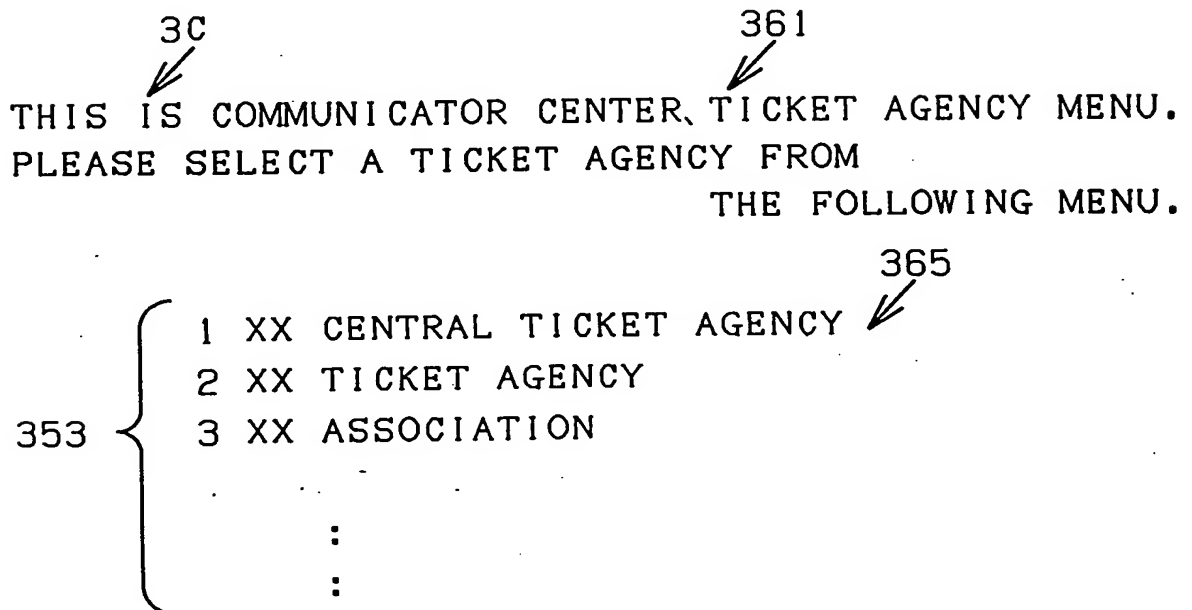 3C 361
THIS IS COMMUNICATOR CENTER、TICKET AGENCY MENU.
PLEASE SELECT A TICKET AGENCY FROM
THE FOLLOWING MENU.
365
1 XX CENTRAL TICKET AGENCY
2 XX TICKET AGENCY
353 3 XX ASSOCIATION
:
: